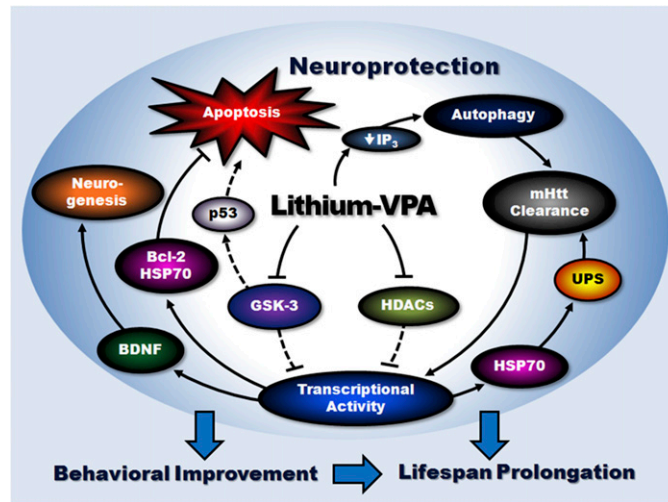 Neuroprotection
Apoptosis
Autophagy
↓IP₃
Neuro-
genesis
p53
Lithium-VPA
mHtt
Clearance
Bcl-2
HSP70
UPS
GSK-3
HDACs
BDNF
HSP70
Transcriptional
Activity
Behavioral Improvement
Lifespan Prolongation